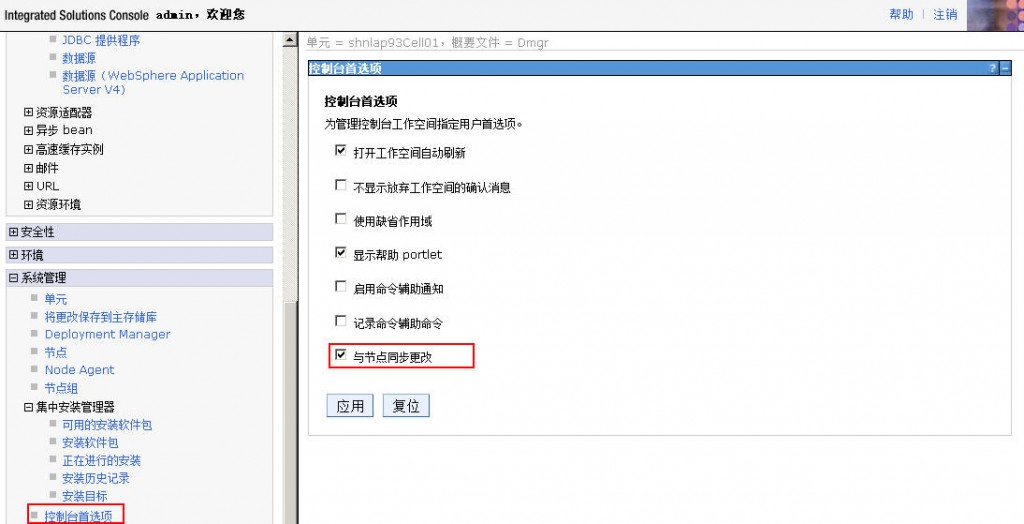 Integrated Solutions Console admin，欢迎您
帮助 | 注销
JDBC 提供程序
数据源
数据源（WebSphere Application
Server V4）
资源适配器
异步 bean
高速缓存实例
邮件
URL
资源环境
安全性
环境
系统管理
单元
将更改保存到主存储库
Deployment Manager
节点
Node Agent
节点组
集中安装管理器
可用的安装软件包
安装软件包
正在进行的安装
安装历史记录
安装目标
控制台首选项
单元 = shnlap93Cell01，概要文件 = Dmgr
控制台首选项
? –
控制台首选项
为管理控制台工作空间指定用户首选项。
打开工作空间自动刷新
不显示放弃工作空间的确认消息
使用缺省作用域
显示帮助 portlet
启用命令辅助通知
记录命令辅助命令
与节点同步更改
应用 复位